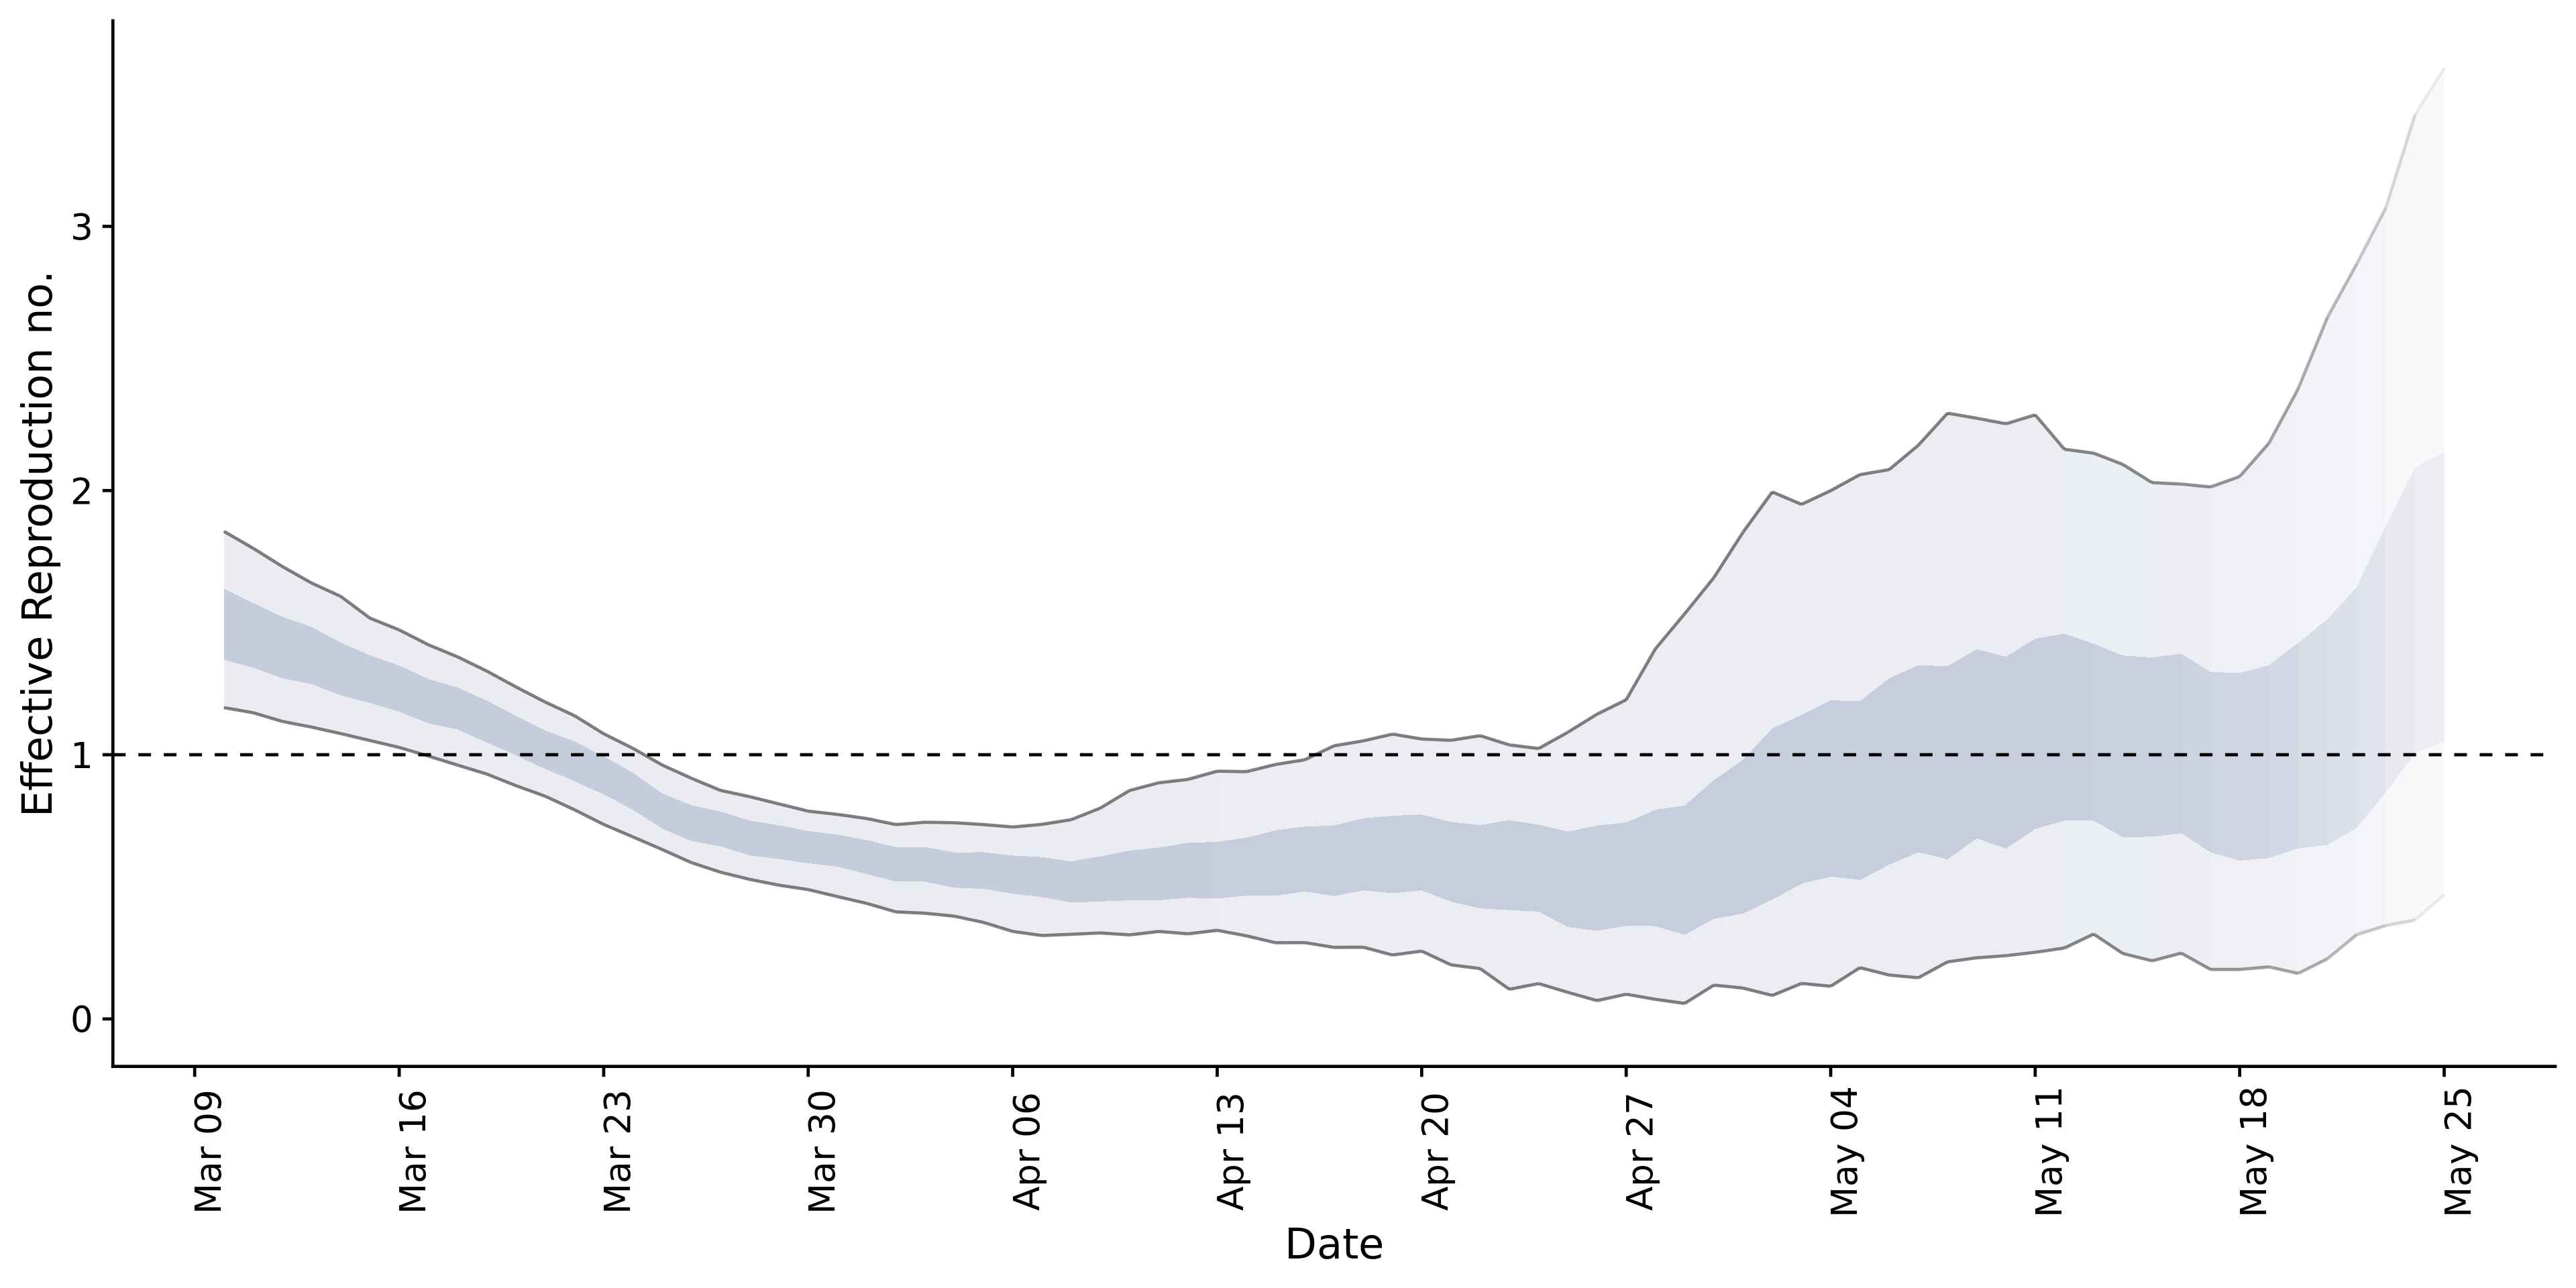 Effective Reproduction no.
3
2
1
0
Mar 09
Mar 16
Mar 23
Mar 30
Apr 06
Apr 13
Apr 20
Apr 27
May 04
May 11
May 18
May 25
Date